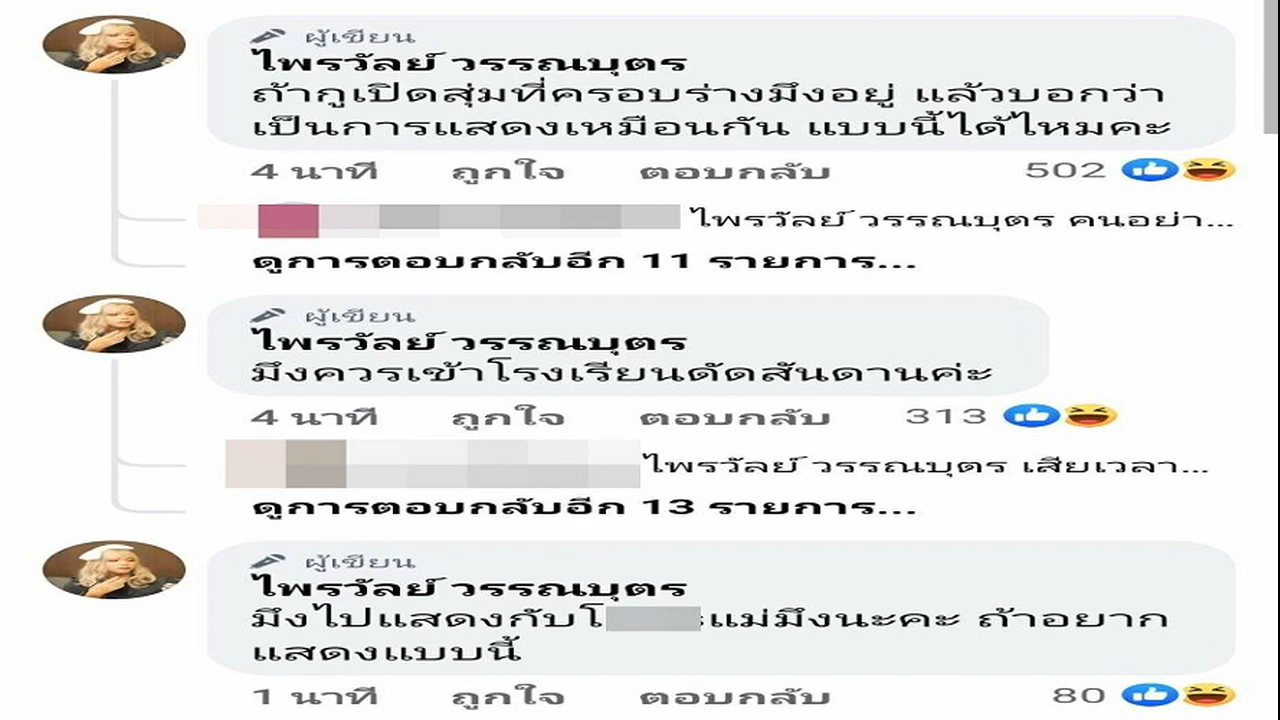 ผู้เขียน
ไพรวัลย์ วรรณบุตร
ถ้ากูเปิดสุ่มที่ครอบร่างมึงอยู่ แล้วบอกว่า
เป็นการแสดงเหมือนกัน แบบนี้ได้ไหมคะ
4 นาที ถูกใจ ตอบกลับ 502
ไพรวัลย์ วรรณบุตร คนอย่า...
ดูการตอบกลับอีก 11 รายการ...
ผู้เขียน
ไพรวัลย์ วรรณบุตร
มึงควรเข้าโรงเรียนดัดสันดานค่ะ
4 นาที ถูกใจ ตอบกลับ 313
ไพรวัลย์ วรรณบุตร เสียเวลา...
ดูการตอบกลับอีก 13 รายการ...
ผู้เขียน
ไพรวัลย์ วรรณบุตร
มึงไปแสดงกับโ แม่มึงนะคะ ถ้าอยาก
แสดงแบบนี้
1 นาที ถูกใจ ตอบกลับ 80